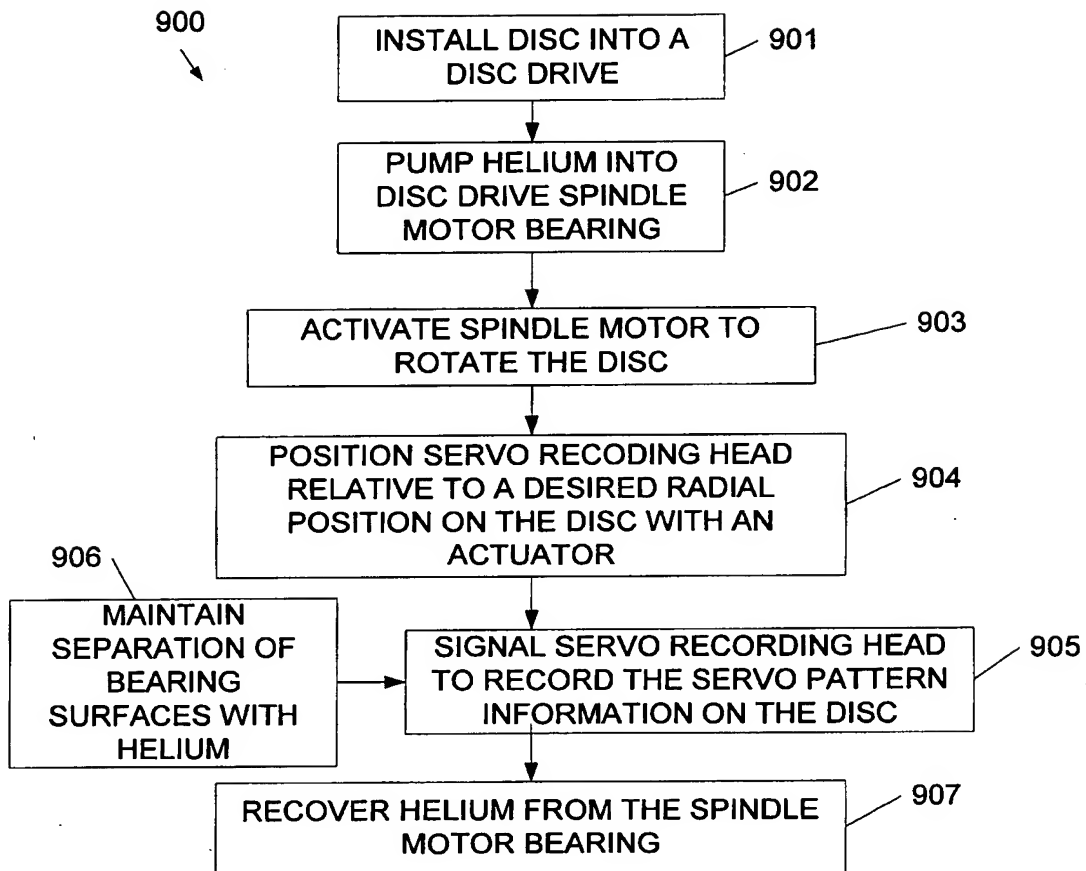 900
INSTALL DISC INTO A
DISC DRIVE
901
PUMP HELIUM INTO
DISC DRIVE SPINDLE
MOTOR BEARING
902
ACTIVATE SPINDLE MOTOR TO
ROTATE THE DISC
903
POSITION SERVO RECODING HEAD
RELATIVE TO A DESIRED RADIAL
POSITION ON THE DISC WITH AN
ACTUATOR
904
906
MAINTAIN
SEPARATION OF
BEARING
SURFACES WITH
HELIUM
SIGNAL SERVO RECORDING HEAD
TO RECORD THE SERVO PATTERN
INFORMATION ON THE DISC
905
RECOVER HELIUM FROM THE SPINDLE
MOTOR BEARING
907